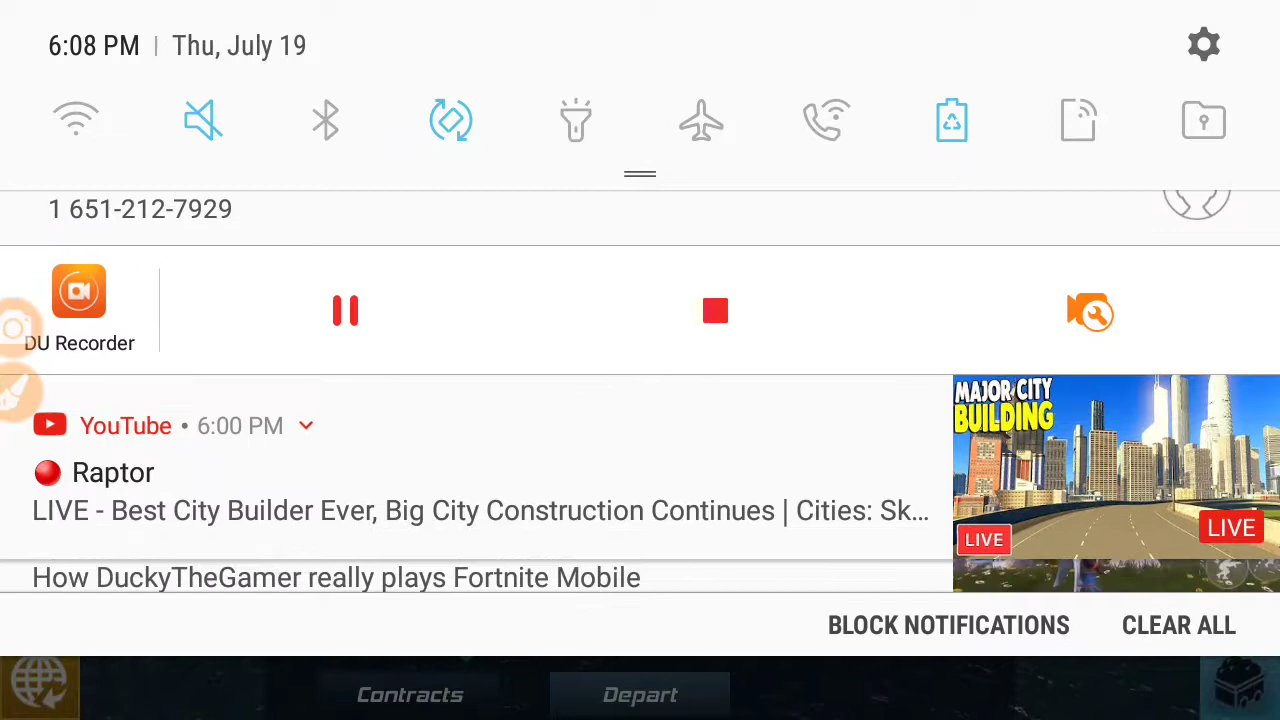 6:08 PM | Thu, July 19
1 651-212-7929
DU Recorder
YouTube • 6:00 PM
Raptor
LIVE - Best City Builder Ever, Big City Construction Continues | Cities: Sk...
MAJOR CITY
BUILDING
LIVE
LIVE
How DuckyTheGamer really plays Fortnite Mobile
BLOCK NOTIFICATIONS
CLEAR ALL
Contracts
Depart